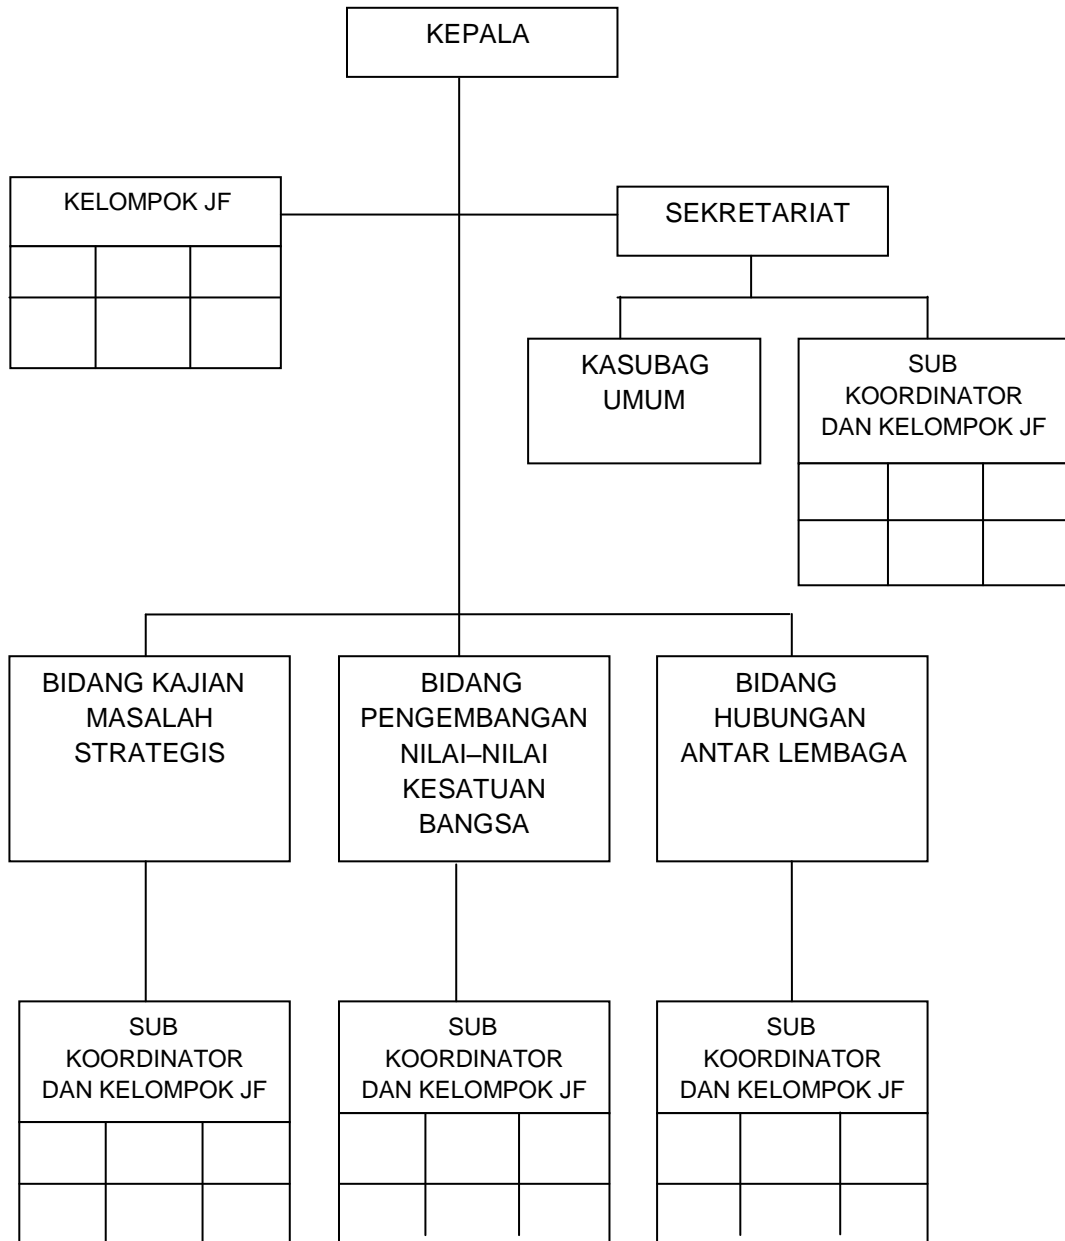 KEPALA
KELOMPOK JF
SEKRETARIAT
KASUBAG
UMUM
SUB
KOORDINATOR
DAN KELOMPOK JF
BIDANG KAJIAN
MASALAH
STRATEGIS
BIDANG
PENGEMBANGAN
NILAI–NILAI
KESATUAN
BANGSA
BIDANG
HUBUNGAN
ANTAR LEMBAGA
SUB
KOORDINATOR
DAN KELOMPOK JF
SUB
KOORDINATOR
DAN KELOMPOK JF
SUB
KOORDINATOR
DAN KELOMPOK JF